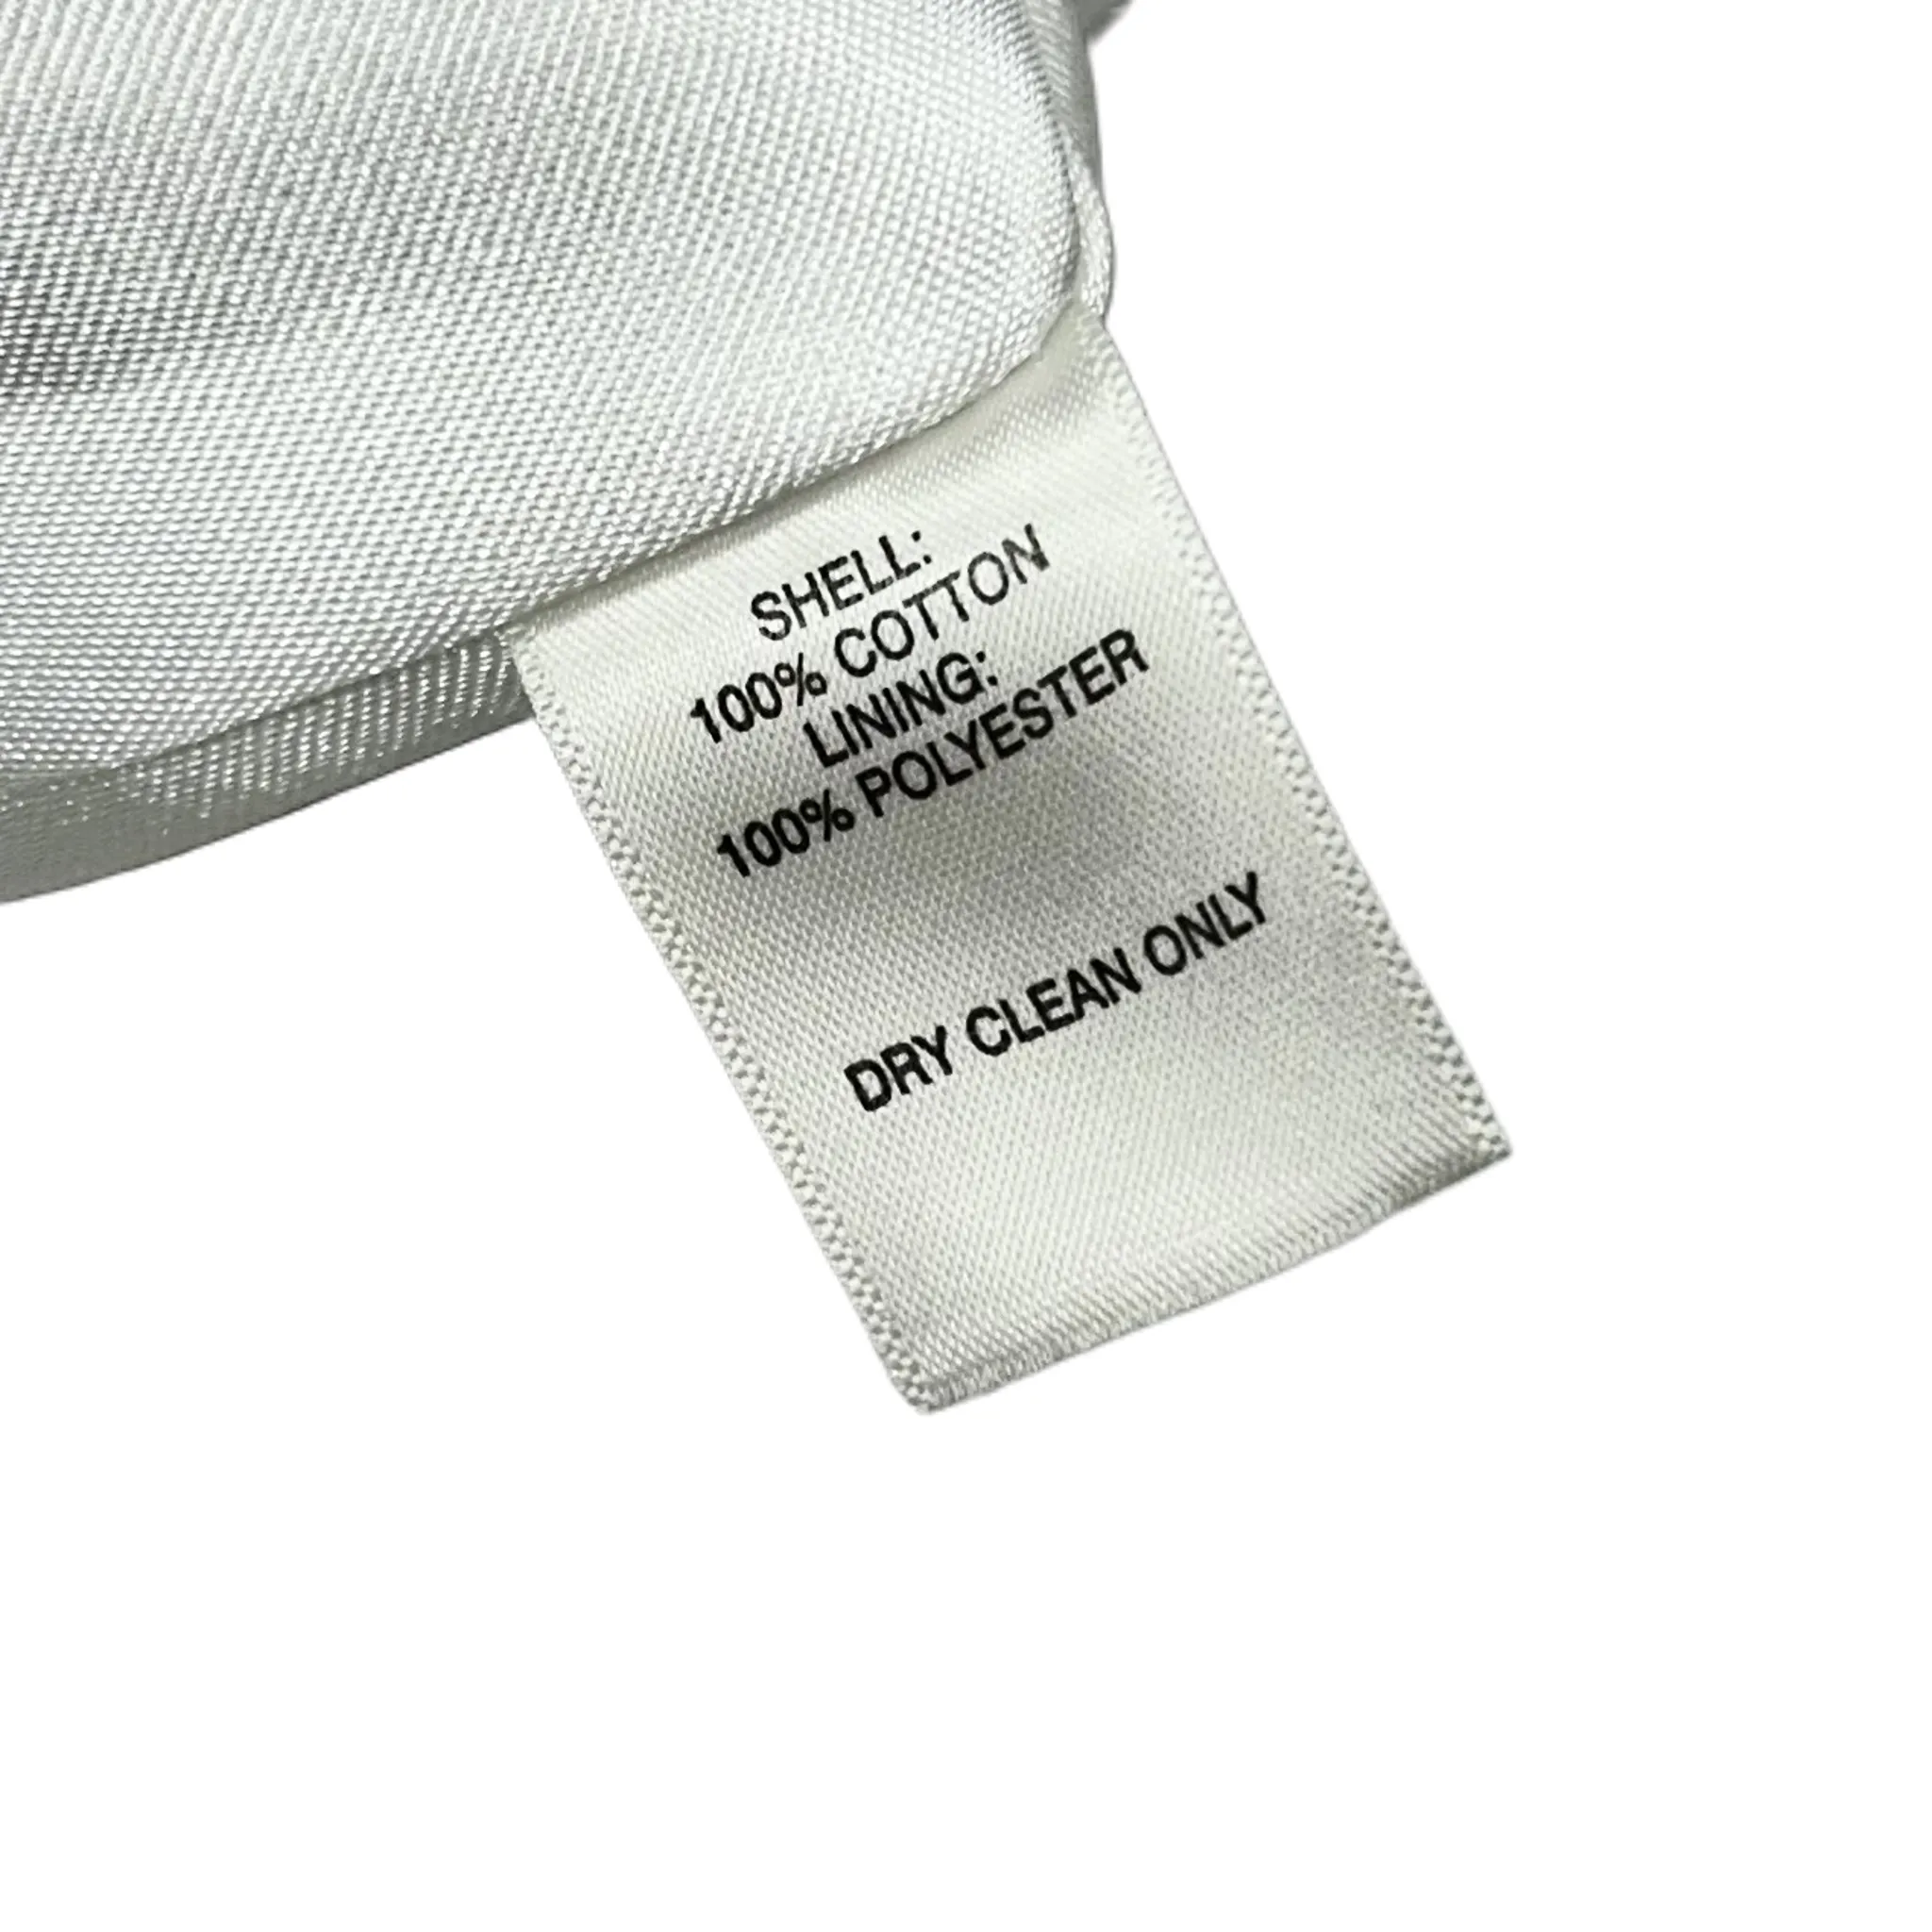 SHELL:
100% COTTON
LINING:
100% POLYESTER
DRY CLEAN ONLY